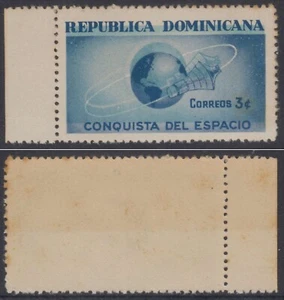 REPUBLICA DOMINICANA
CORREOS 3¢
CONQUISTA DEL ESPACIO